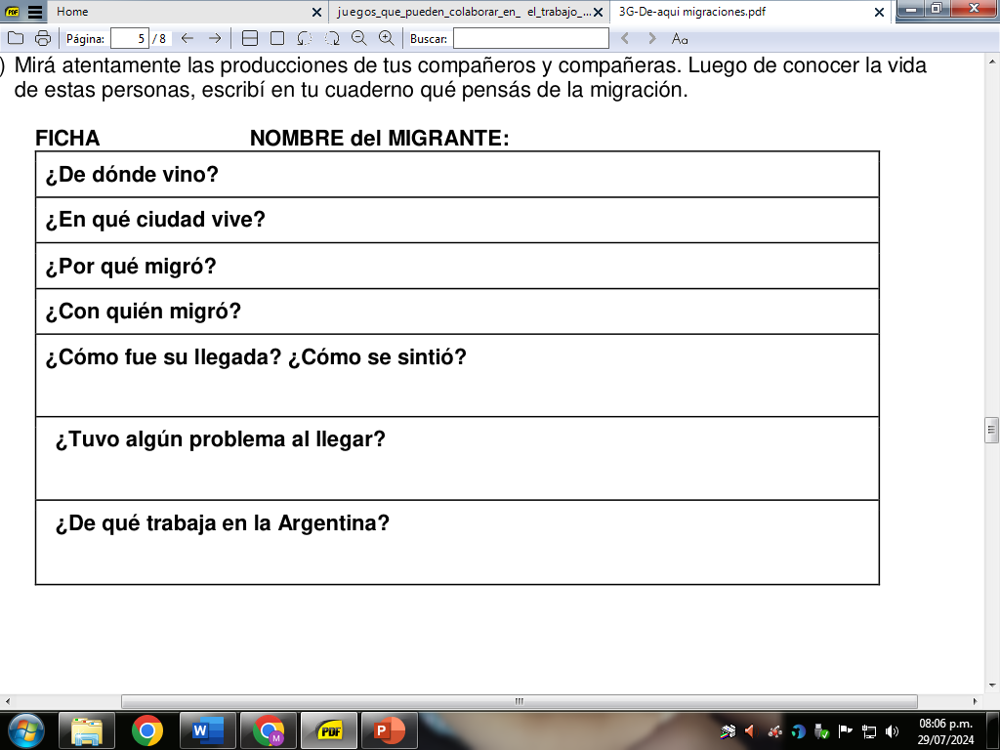 Home
juegos_que_pueden_colaborar_en_ el_trabajo_...
3G-De-aqui migraciones.pdf
Página: 5 / 8 Buscar: Aa
) Mirá atentamente las producciones de tus compañeros y compañeras. Luego de conocer la vida
de estas personas, escribí en tu cuaderno qué pensás de la migración.
FICHA NOMBRE del MIGRANTE:
¿De dónde vino?
¿En qué ciudad vive?
¿Por qué migró?
¿Con quién migró?
¿Cómo fue su llegada? ¿Cómo se sintió?
¿Tuvo algún problema al llegar?
¿De qué trabaja en la Argentina?
W M PDF P
08:06 p.m.
29/07/2024